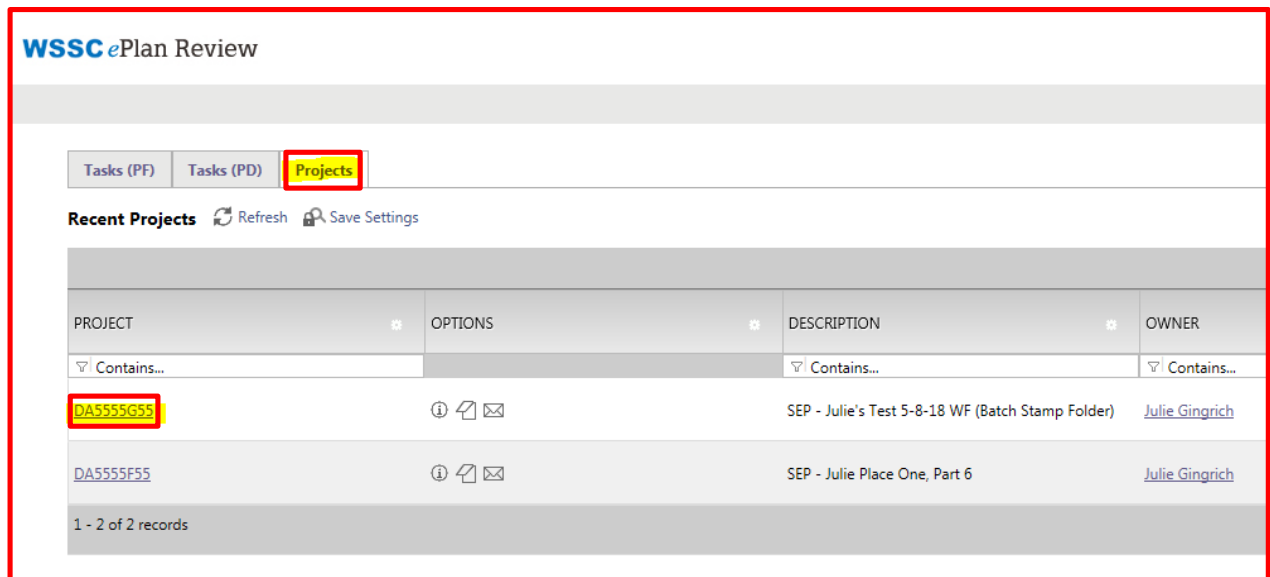 WSSC ePlan Review
Tasks (PF) Tasks (PD) Projects
Recent Projects Refresh Save Settings
PROJECT OPTIONS DESCRIPTION OWNER
Contains... Contains... Contains...
DA5555G55 SEP - Julie's Test 5-8-18 WF (Batch Stamp Folder) Julie Gingrich
DA5555F55 SEP - Julie Place One, Part 6 Julie Gingrich
1 - 2 of 2 records